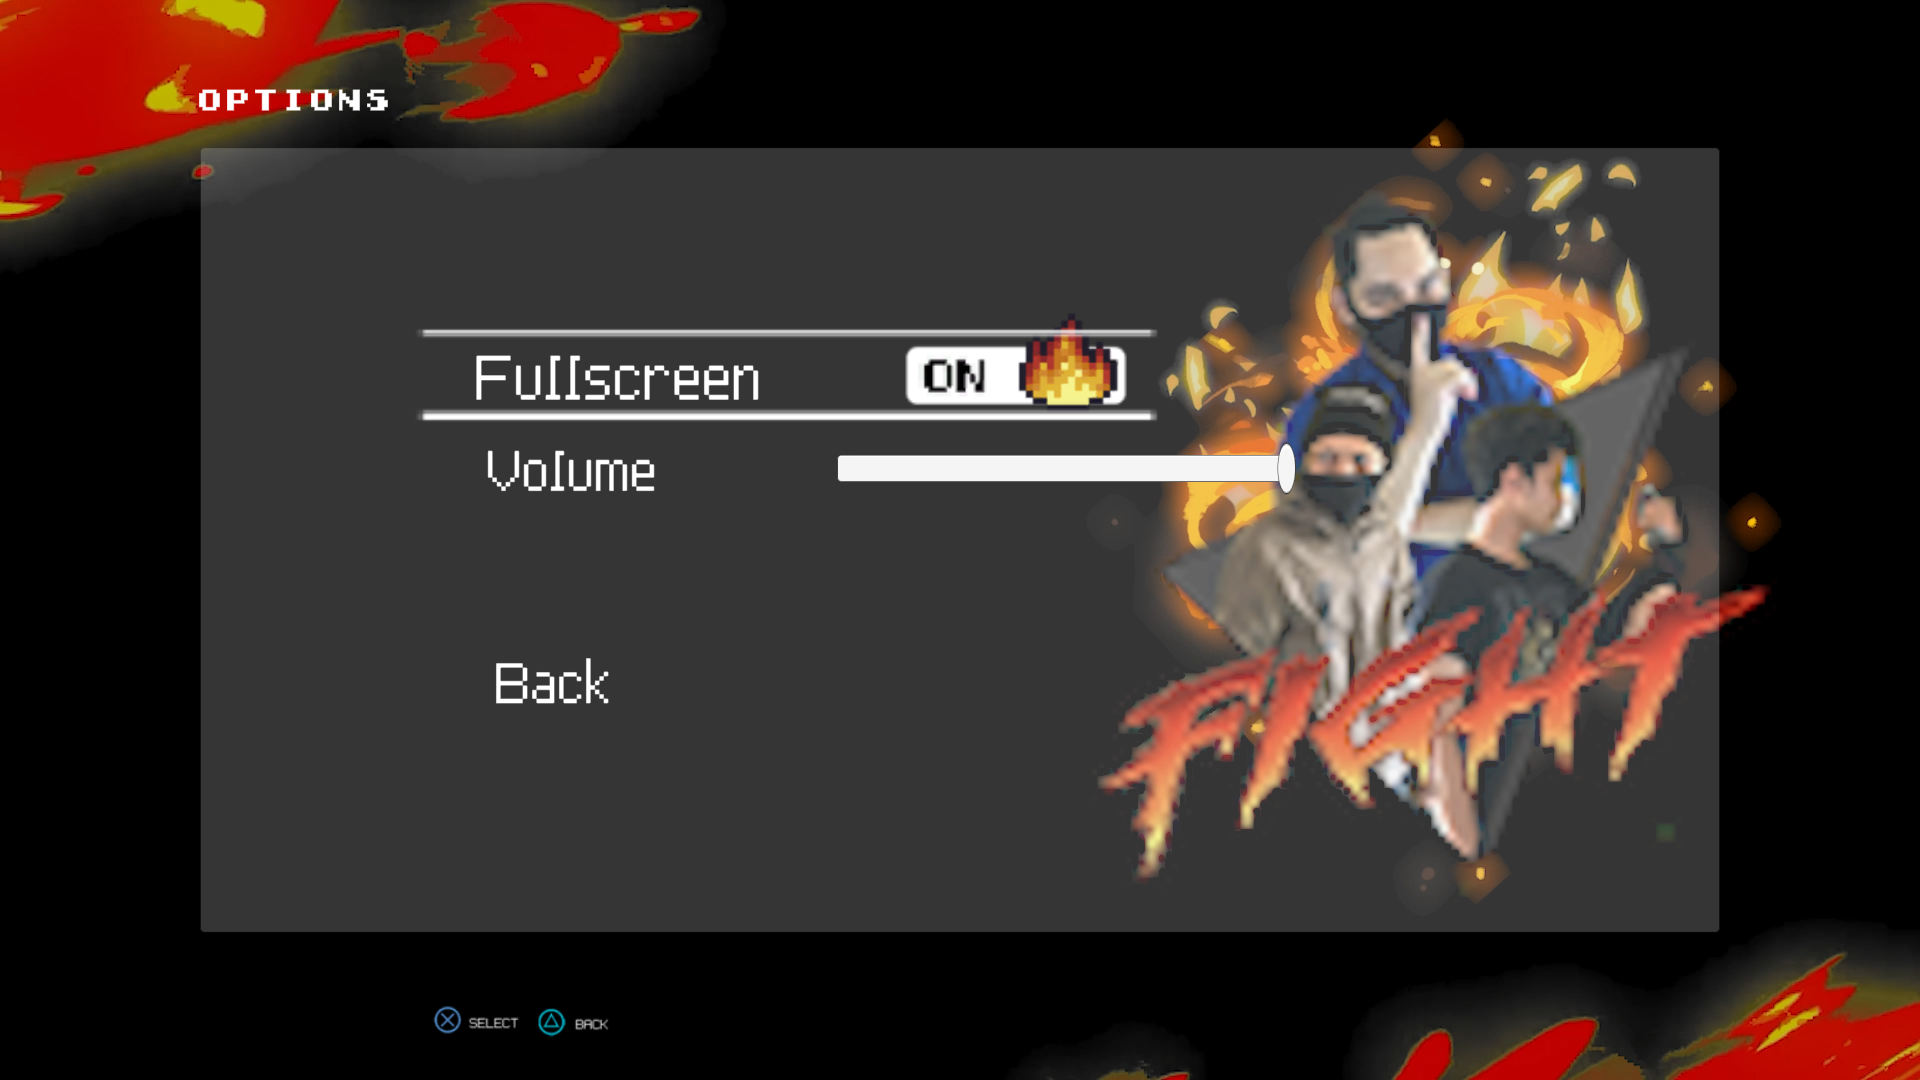 OPTIONS
Fullscreen ON
Volume
Back
FIGHT
SELECT BACK